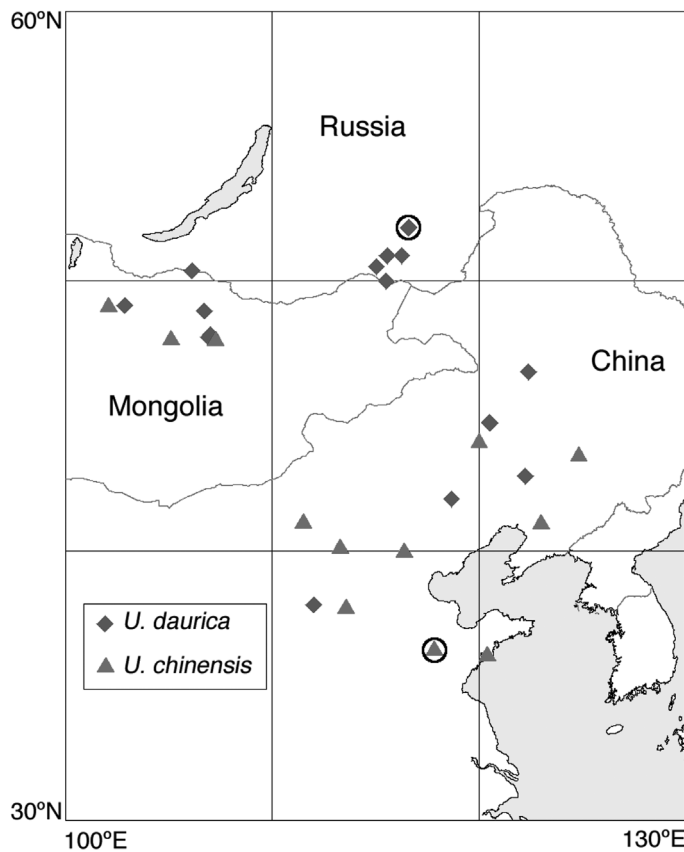 60ºN
Russia
China
Mongolia
U. daurica
U. chinensis
30ºN
100ºE
130ºE